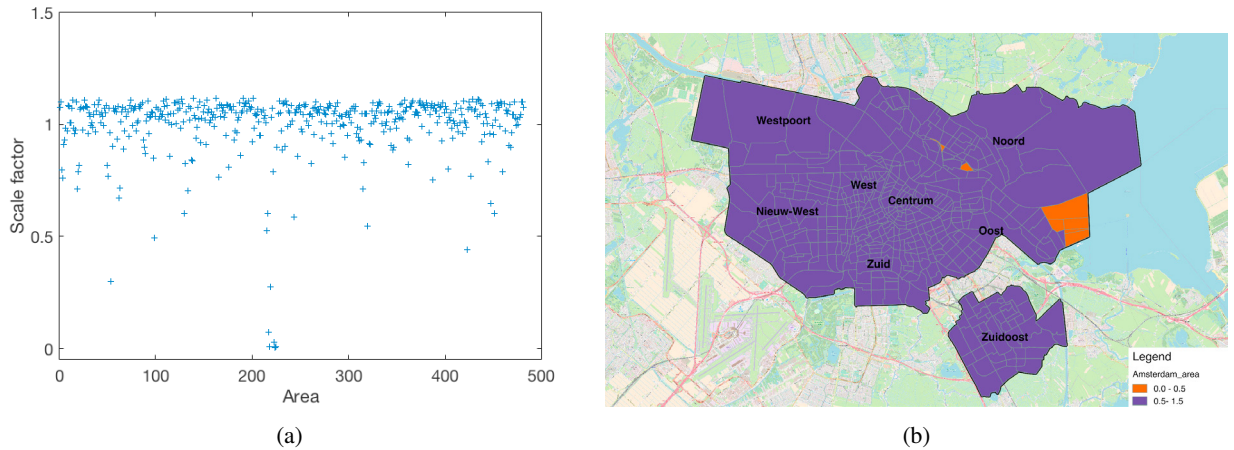 1.5
1
0.5
0
Scale factor
0
100
200
300
400
500
Area
(a)
Westpoort
Noord
West
Centrum
Nieuw-West
Oost
Zuid
Zuidoost
Legend
Amsterdam_area
0.0 - 0.5
0.5- 1.5
(b)